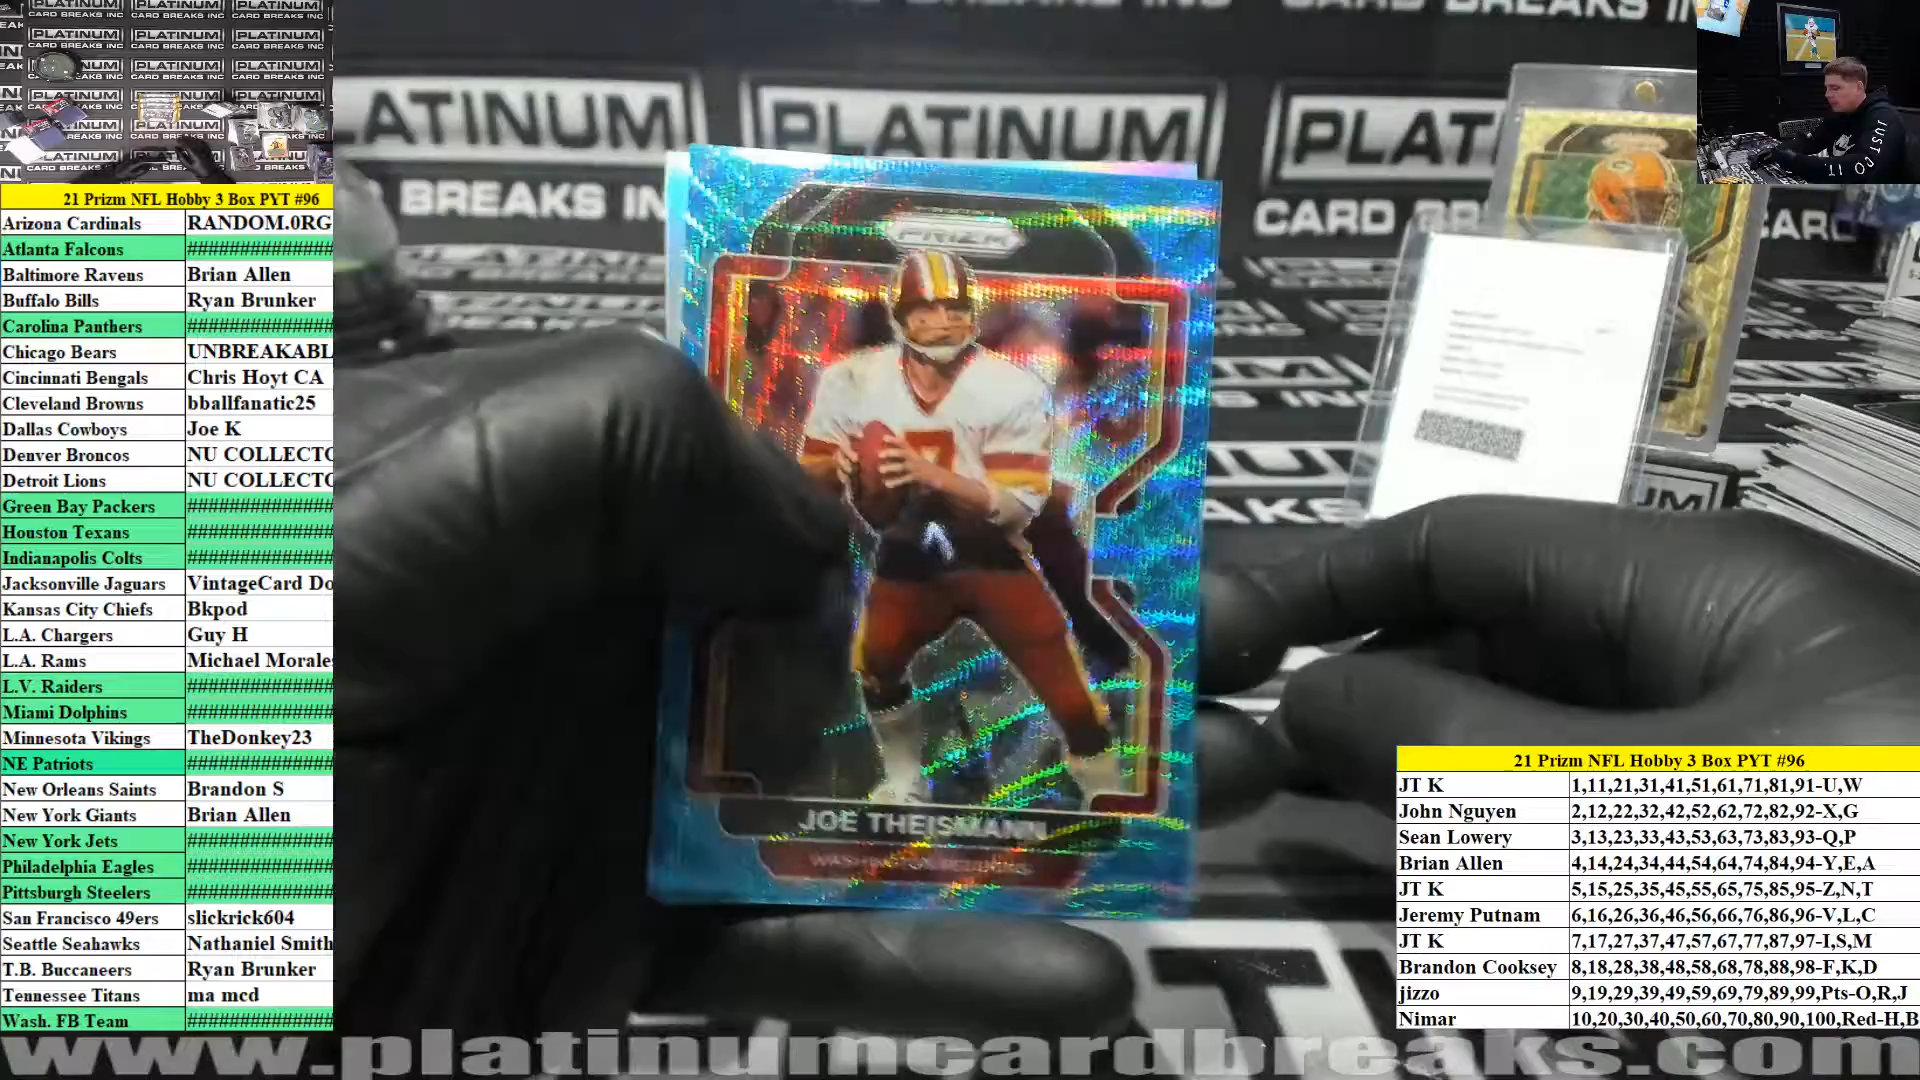 PLATINUM
CARD BREAKS INC
21 Prizm NFL Hobby 3 Box PYT #96
Arizona Cardinals RANDOM.0RG
Atlanta Falcons ###############
Baltimore Ravens Brian Allen
Buffalo Bills Ryan Brunker
Carolina Panthers ###############
Chicago Bears UNBREAKABL
Cincinnati Bengals Chris Hoyt CA
Cleveland Browns bballfanatic25
Dallas Cowboys Joe K
Denver Broncos NU COLLECTO
Detroit Lions NU COLLECTO
Green Bay Packers ###############
Houston Texans ###############
Indianapolis Colts ###############
Jacksonville Jaguars VintageCard Do
Kansas City Chiefs Bkpod
L.A. Chargers Guy H
L.A. Rams Michael Morales
L.V. Raiders ###############
Miami Dolphins ###############
Minnesota Vikings TheDonkey23
NE Patriots ###############
New Orleans Saints Brandon S
New York Giants Brian Allen
New York Jets ###############
Philadelphia Eagles ###############
Pittsburgh Steelers ###############
San Francisco 49ers slickrick604
Seattle Seahawks Nathaniel Smith
T.B. Buccaneers Ryan Brunker
Tennessee Titans ma mcd
Wash. FB Team ###############
PLATINUM
CARD BREAKS INC
PRIZM
JOE THEISMANN
JUST DO IT
21 Prizm NFL Hobby 3 Box PYT #96
JT K 1,11,21,31,41,51,61,71,81,91-U,W
John Nguyen 2,12,22,32,42,52,62,72,82,92-X,G
Sean Lowery 3,13,23,33,43,53,63,73,83,93-Q,P
Brian Allen 4,14,24,34,44,54,64,74,84,94-Y,E,A
JT K 5,15,25,35,45,55,65,75,85,95-Z,N,T
Jeremy Putnam 6,16,26,36,46,56,66,76,86,96-V,L,C
JT K 7,17,27,37,47,57,67,77,87,97-I,S,M
Brandon Cooksey 8,18,28,38,48,58,68,78,88,98-F,K,D
jizzo 9,19,29,39,49,59,69,79,89,99,Pts-O,R,J
Nimar 10,20,30,40,50,60,70,80,90,100,Red-H,B
www.platinumcardbreaks.com